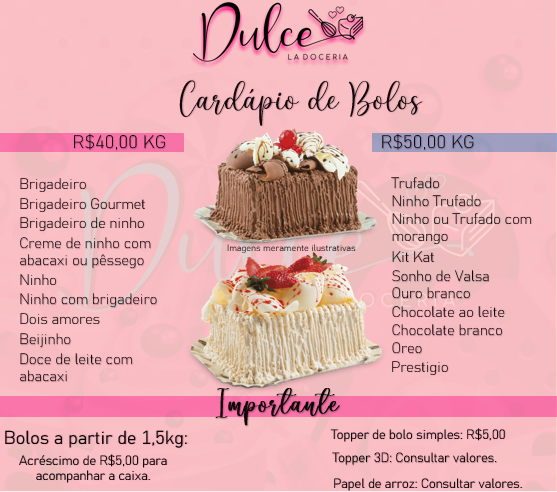 Dulce
LA DOCERIA
Cardápio de Bolos
R$40,00 KG
Brigadeiro
Brigadeiro Gourmet
Brigadeiro de ninho
Creme de ninho com
abacaxi ou pêssego
Ninho
Ninho com brigadeiro
Dois amores
Beijinho
Doce de leite com
abacaxi
Imagens meramente ilustrativas
R$50,00 KG
Trufado
Ninho Trufado
Ninho ou Trufado com
morango
Kit Kat
Sonho de Valsa
Ouro branco
Chocolate ao leite
Chocolate branco
Oreo
Prestigio
Importante
Bolos a partir de 1,5kg:
Acréscimo de R$5,00 para
acompanhar a caixa.
Topper de bolo simples: R$5,00
Topper 3D: Consultar valores.
Papel de arroz: Consultar valores.